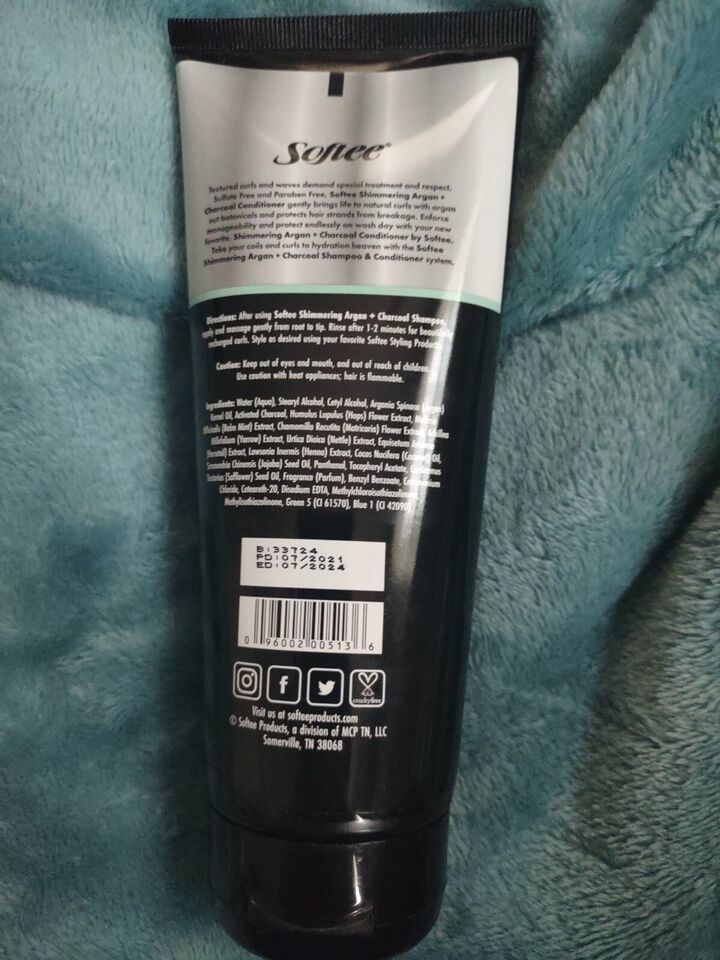 Softee®
Textured curls and waves demand special treatment and respect.
Sulfate Free and Paraben Free, Softee Shimmering Argan +
Charcoal Conditioner gently brings life to natural curls with argan
nut botanicals and protects hair strands from breakage. Enforce
manageability and protect endlessly on wash day with your new
favorite, Shimmering Argan + Charcoal Conditioner by Softee.
Take your coils and curls to hydration heaven with the Softee
Shimmering Argan + Charcoal Shampoo & Conditioner system.
Directions: After using Softee Shimmering Argan + Charcoal Shampoo,
apply and massage gently from root to tip. Rinse after 1-2 minutes for
recharged curls. Style as desired using your favorite Softee Styling
Caution: Keep out of eyes and mouth, and out of reach of children.
Use caution with heat appliances; hair is flammable.
Ingredients: Water (Aqua), Stearyl Alcohol, Cetyl Alcohol, Argania Spinosa (Argan)
Kernel Oil, Activated Charcoal, Humulus Lupulus (Hops) Flower Extract,
Officinalis (Balm Mint) Extract, Chamomilla Recutita (Matricaria) Flower
Millefolium (Yarrow) Extract, Urtica Dioica (Nettle) Extract, Equisetum
(Horsetail) Extract, Lawsonia Inermis (Henna) Extract, Cocos Nucifera Oil,
Simmondsia Chinensis (Jojoba) Seed Oil, Panthenol, Tocopheryl Acetate,
Tinctorius (Safflower) Seed Oil, Fragrance (Parfum), Benzyl Benzoate,
Chloride, Ceteareth-20, Disodium EDTA, Methylchloroisothiazolinone,
Methylisothiazolinone, Green 5 (CI 61570), Blue 1 (CI 42090)
B:33724
PD:07/2021
ED:07/2024
0 96002 00513 6
crueltyfree
Visit us at softeeproducts.com
© Softee Products, a division of MCP TN, LLC
Somerville, TN 38068